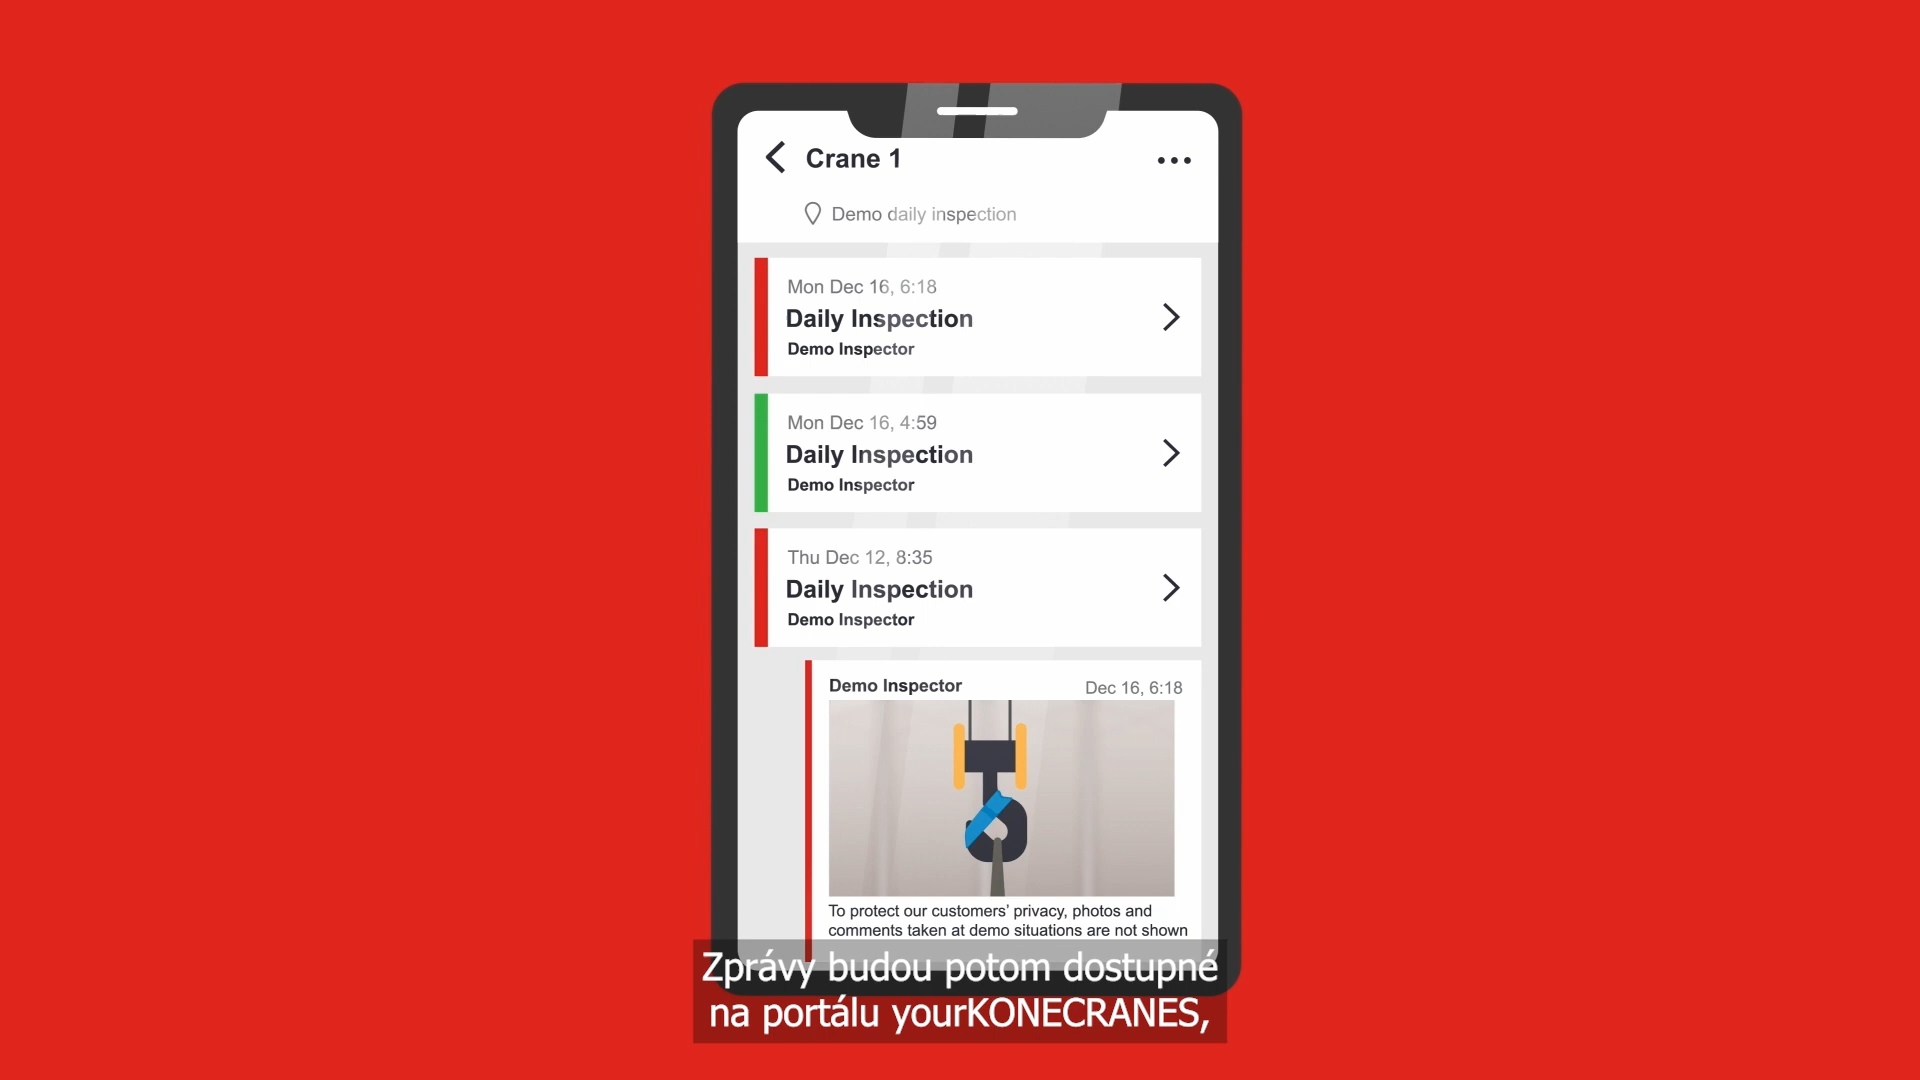 Crane 1
Demo daily inspection
Mon Dec 16, 6:18
Daily Inspection
Demo Inspector
Mon Dec 16, 4:59
Daily Inspection
Demo Inspector
Thu Dec 12, 8:35
Daily Inspection
Demo Inspector
Demo Inspector Dec 16, 6:18
To protect our customers’ privacy, photos and
comments taken at demo situations are not shown
Zprávy budou potom dostupné
na portálu yourKONECRANES,